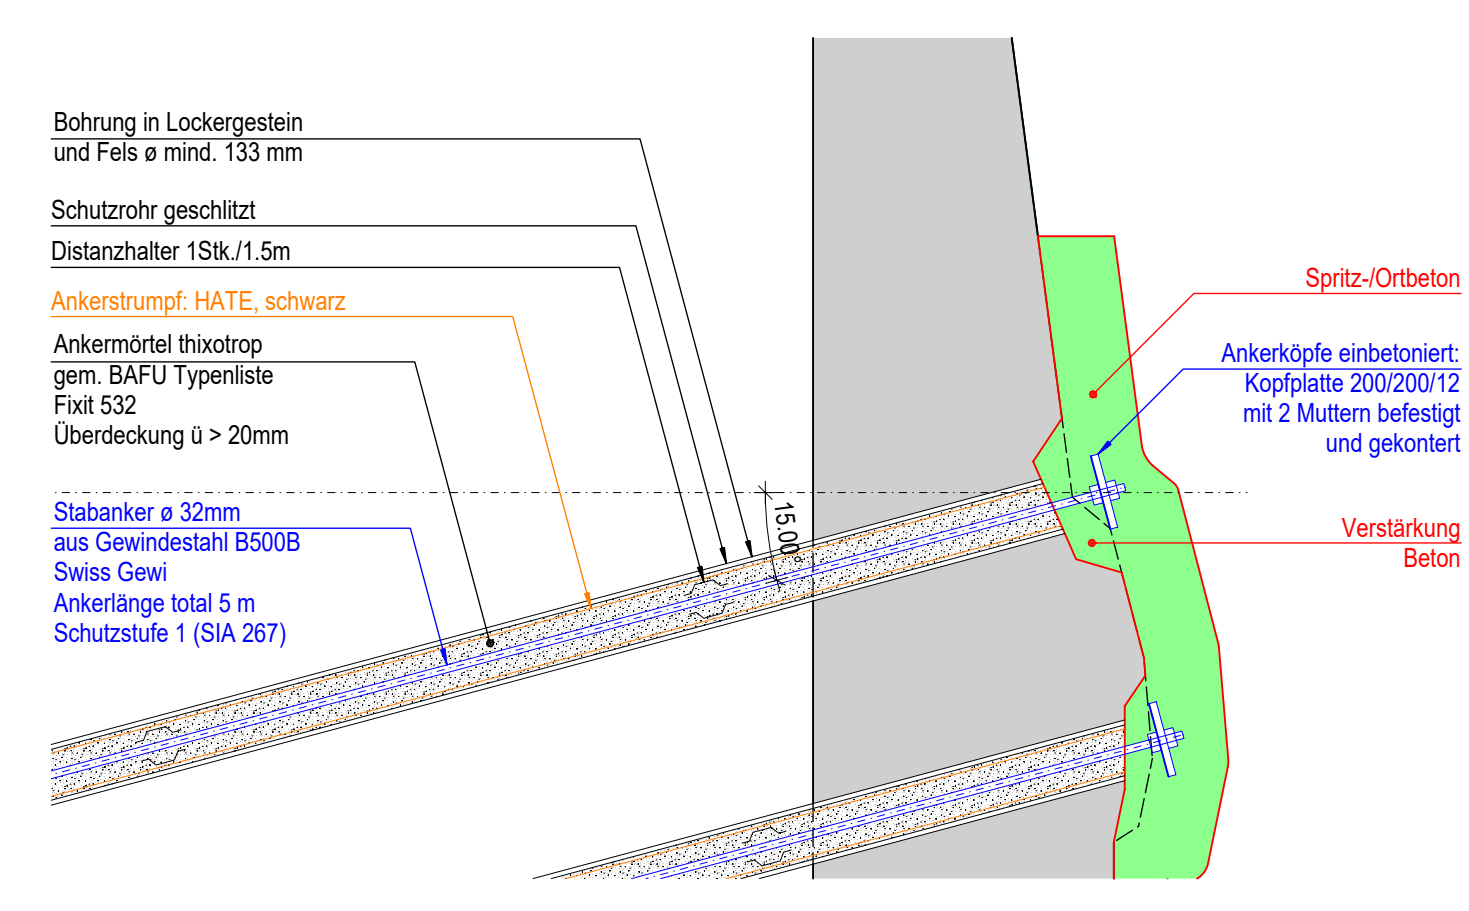 Bohrung in Lockergestein
und Fels ø mind. 133 mm
Schutzrohr geschlitzt
Distanzhalter 1Stk./1.5m
Ankerstrumpf: HATE, schwarz
Ankermörtel thixotrop
gem. BAFU Typenliste
Fixit 532
Überdeckung ü > 20mm
Stabanker ø 32mm
aus Gewindestahl B500B
Swiss Gewi
Ankerlänge total 5 m
Schutzstufe 1 (SIA 267)
15.00°
Spritz-/Ortbeton
Ankerköpfe einbetoniert:
Kopfplatte 200/200/12
mit 2 Muttern befestigt
und gekontert
Verstärkung
Beton